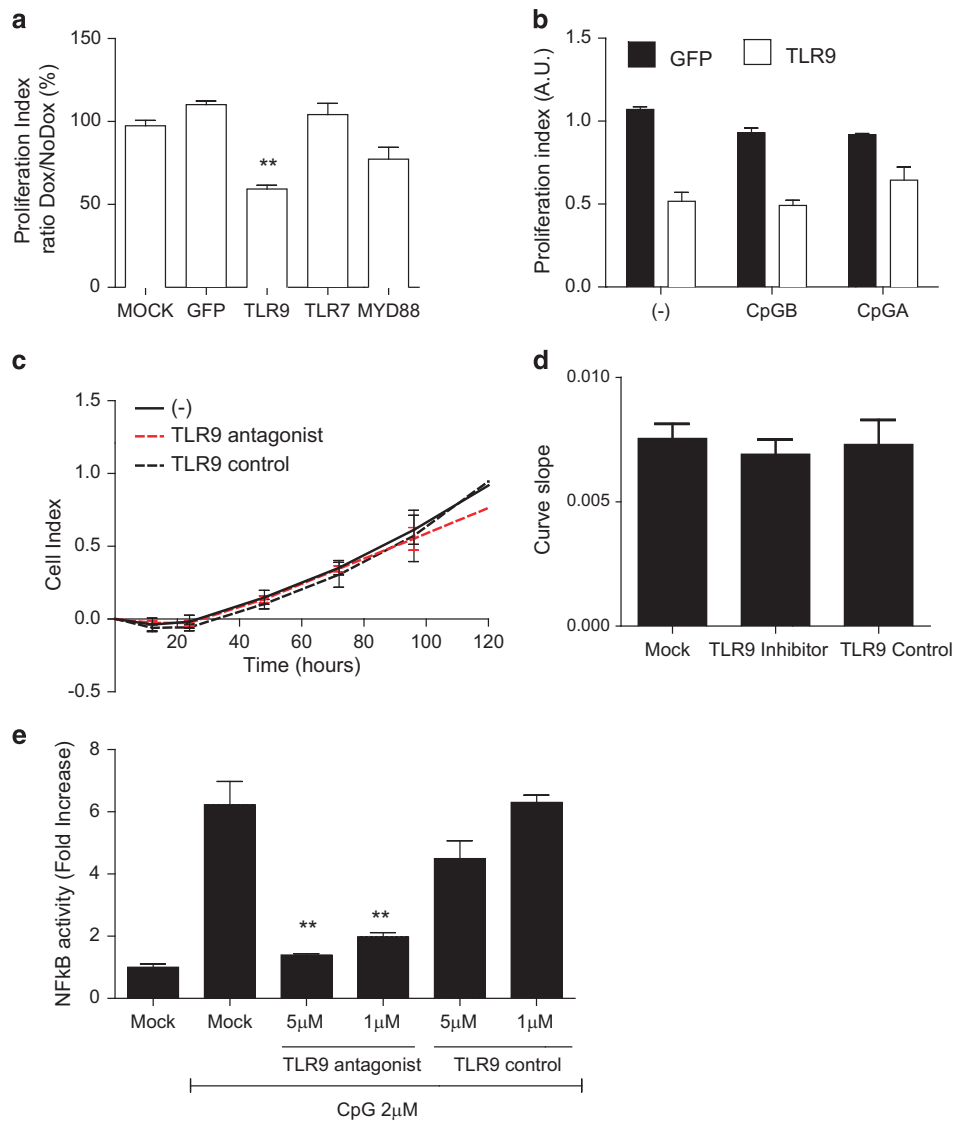 a
Proliferation Index
ratio Dox/NoDox (%)
150
100
50
0
**
MOCK GFP TLR9 TLR7 MYD88
b
Proliferation index (A.U.)
1.5
1.0
0.5
0.0
GFP TLR9
(-) CpGB CpGA
c
Cell Index
1.5
1.0
0.5
0.0
-0.5
(-)
TLR9 antagonist
TLR9 control
20 40 60 80 100 120
Time (hours)
d
Curve slope
0.010
0.005
0.000
Mock TLR9 Inhibitor TLR9 Control
e
NFkB activity (Fold Increase)
8
6
4
2
0
** **
Mock Mock 5μM 1μM 5μM 1μM
TLR9 antagonist TLR9 control
CpG 2μM